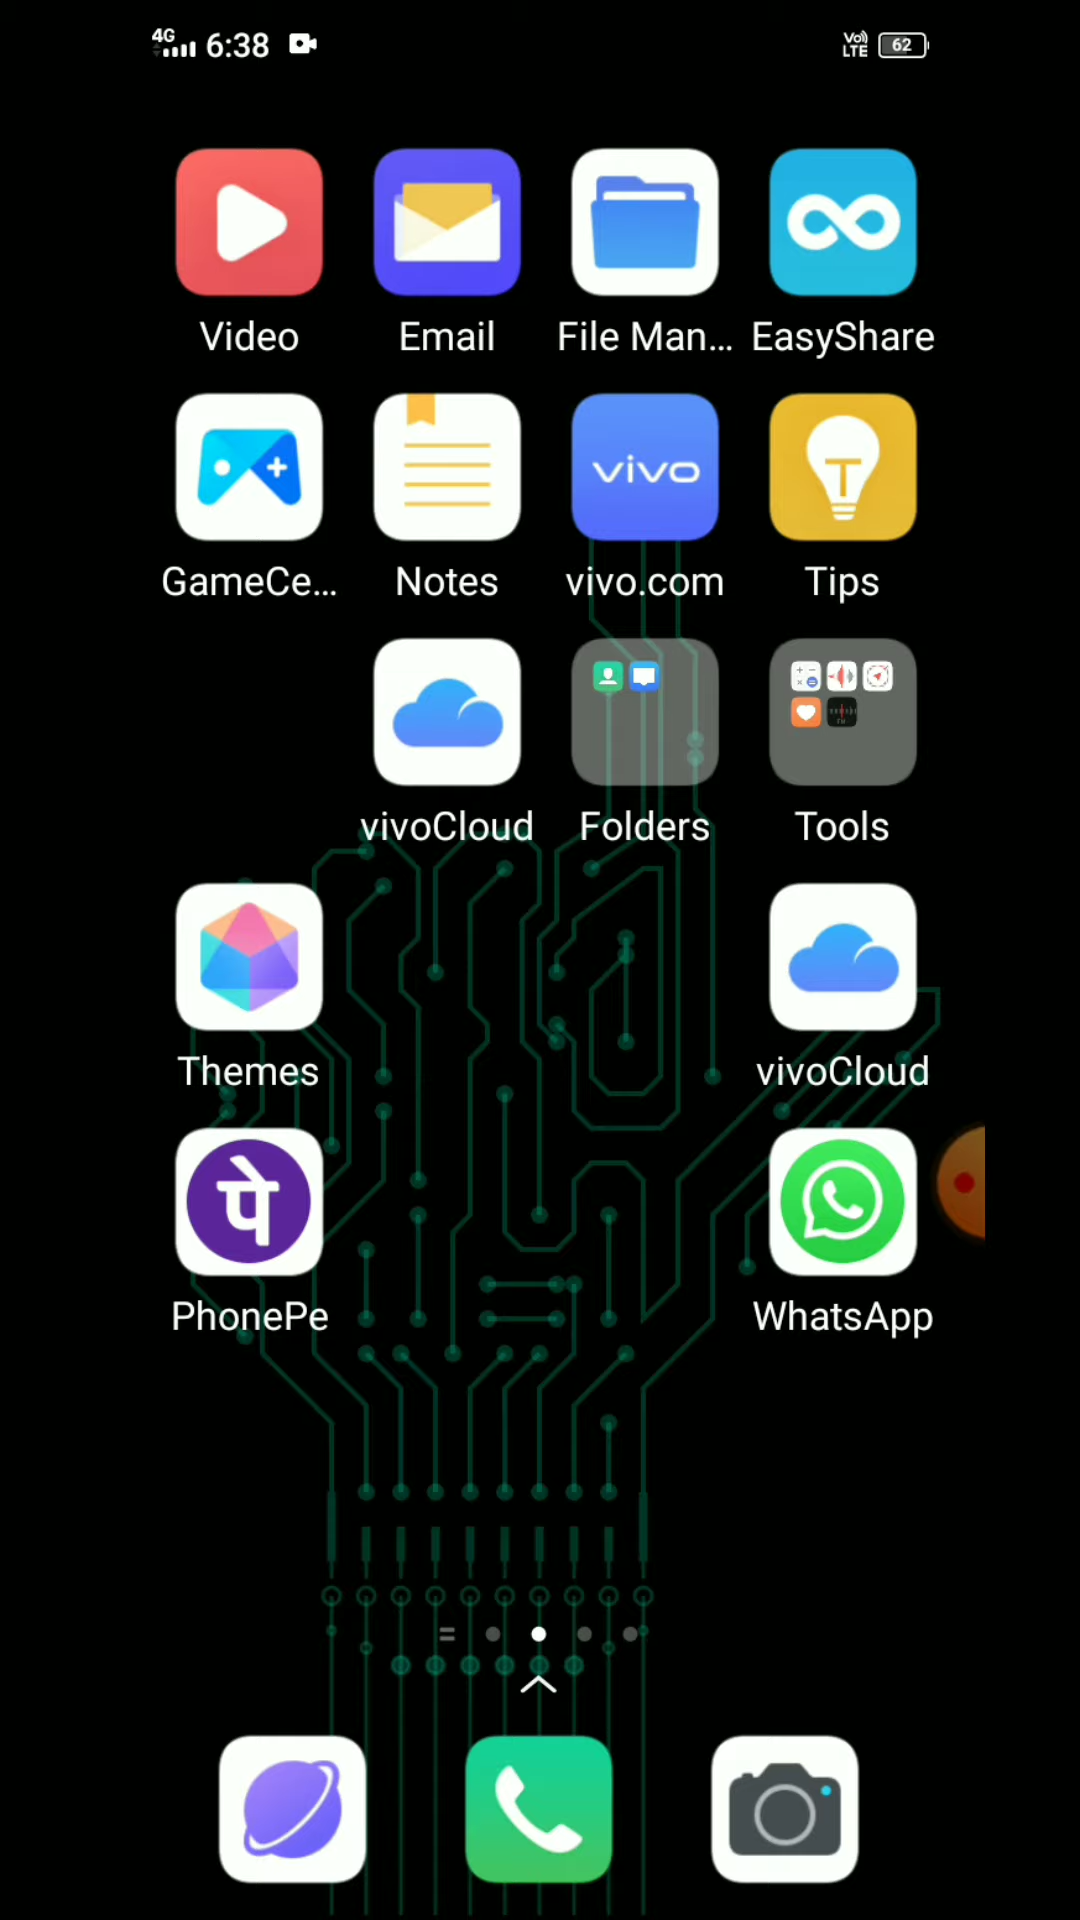 4G 6:38 Vo) LTE 62
Video Email File Man... EasyShare
vivo T
GameCe... Notes vivo.com Tips
vivoCloud Folders Tools
Themes vivoCloud
पे
PhonePe WhatsApp